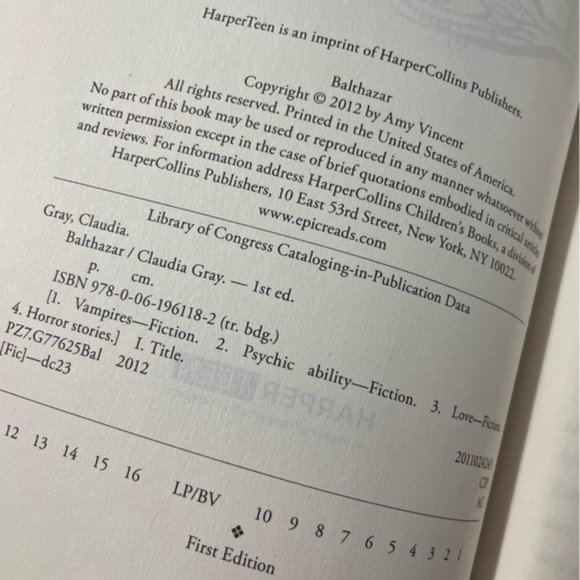 HarperTeen is an imprint of HarperCollins Publishers.
Balthazar
Copyright © 2012 by Amy Vincent
All rights reserved. Printed in the United States of America.
No part of this book may be used or reproduced in any manner whatsoever without
written permission except in the case of brief quotations embodied in critical articles
and reviews. For information address HarperCollins Children's Books, a division of
HarperCollins Publishers, 10 East 53rd Street, New York, NY 10022.
www.epicreads.com
Library of Congress Cataloging-in-Publication Data
Gray, Claudia.
Balthazar / Claudia Gray. — 1st ed.
p. cm.
ISBN 978-0-06-196118-2 (tr. bdg.)
[1. Vampires—Fiction. 2. Psychic ability—Fiction. 3. Love—Fiction.
4. Horror stories.] I. Title.
PZ7.G77625Bal 2012
[Fic]—dc23
CIP
AC
12 13 14 15 16 LP/BV 10 9 8 7 6 5 4 3 2 1
❖
First Edition
HARPERTEEN